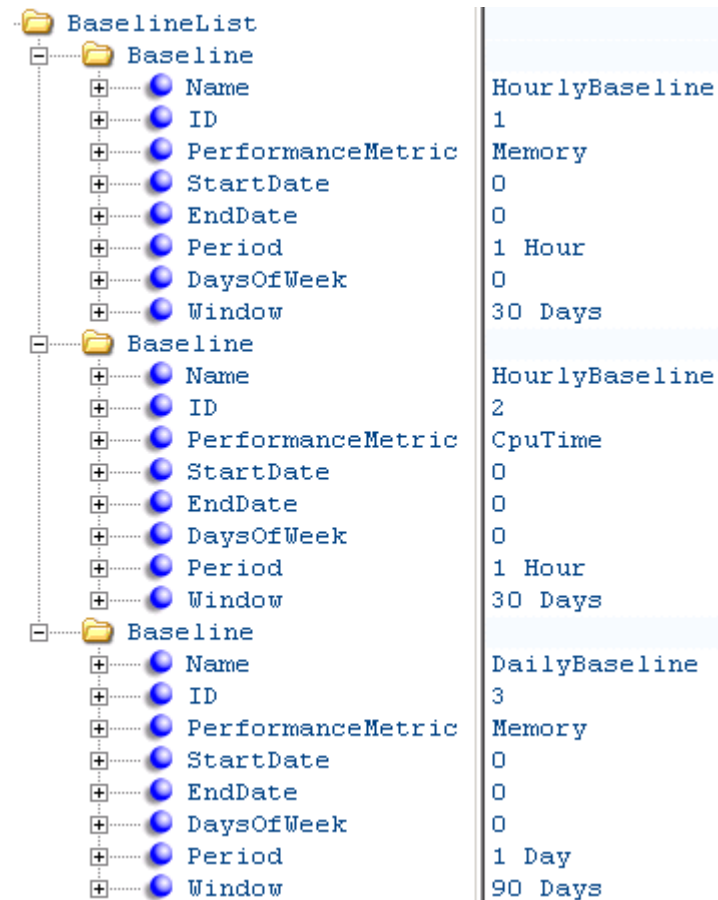 BaselineList
Baseline
Name HourlyBaseline
ID 1
PerformanceMetric Memory
StartDate 0
EndDate 0
Period 1 Hour
DaysOfWeek 0
Window 30 Days
Baseline
Name HourlyBaseline
ID 2
PerformanceMetric CpuTime
StartDate 0
EndDate 0
DaysOfWeek 0
Period 1 Hour
Window 30 Days
Baseline
Name DailyBaseline
ID 3
PerformanceMetric Memory
StartDate 0
EndDate 0
DaysOfWeek 0
Period 1 Day
Window 90 Days